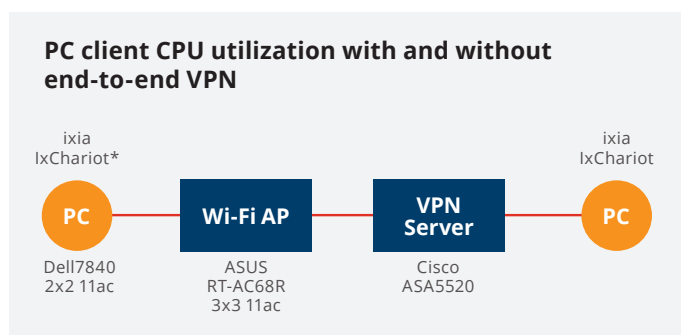 PC client CPU utilization with and without
end-to-end VPN
ixia
IxChariot*
ixia
IxChariot
PC
Wi-Fi AP
VPN
Server
PC
Dell7840
2x2 11ac
ASUS
RT-AC68R
3x3 11ac
Cisco
ASA5520